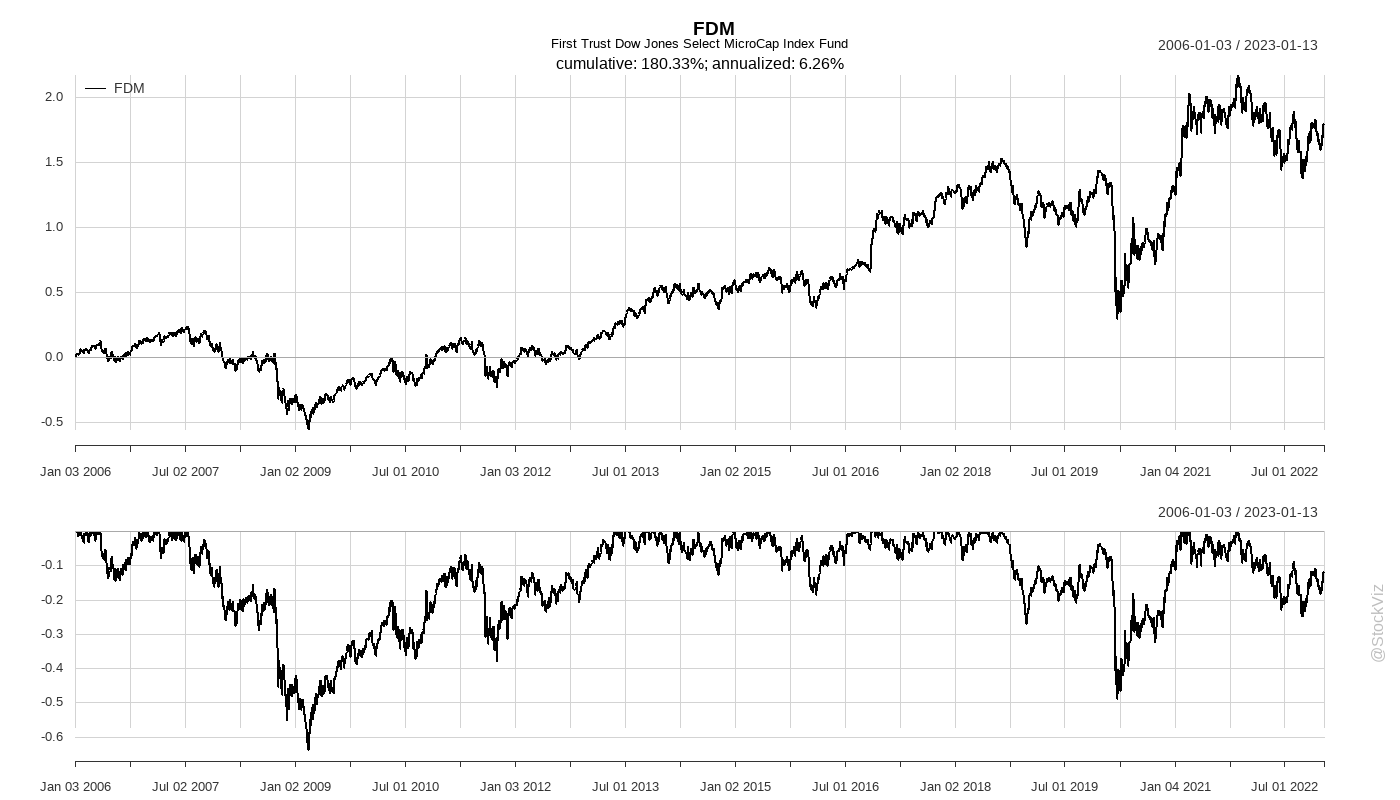 FDM
First Trust Dow Jones Select MicroCap Index Fund
2006-01-03 / 2023-01-13
cumulative: 180.33%; annualized: 6.26%
FDM
2.0
1.5
1.0
0.5
0.0
-0.5
Jan 03 2006 Jul 02 2007 Jan 02 2009 Jul 01 2010 Jan 03 2012 Jul 01 2013 Jan 02 2015 Jul 01 2016 Jan 02 2018 Jul 01 2019 Jan 04 2021 Jul 01 2022
2006-01-03 / 2023-01-13
-0.1
-0.2
-0.3
-0.4
-0.5
-0.6
Jan 03 2006 Jul 02 2007 Jan 02 2009 Jul 01 2010 Jan 03 2012 Jul 01 2013 Jan 02 2015 Jul 01 2016 Jan 02 2018 Jul 01 2019 Jan 04 2021 Jul 01 2022
@StockViz